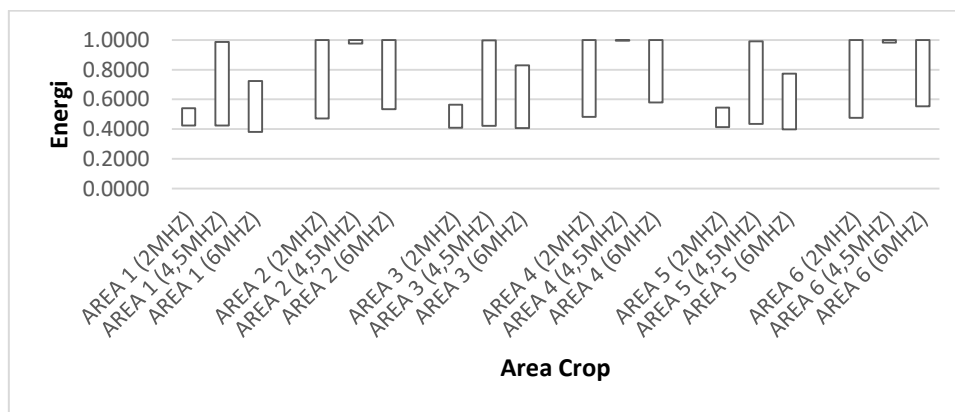 1.0000
0.8000
0.6000
0.4000
0.2000
0.0000
Energi
AREA 1 (2MHZ)
AREA 1 (4,5MHZ)
AREA 1 (6MHZ)
AREA 2 (2MHZ)
AREA 2 (4,5MHZ)
AREA 2 (6MHZ)
AREA 3 (2MHZ)
AREA 3 (4,5MHZ)
AREA 3 (6MHZ)
AREA 4 (2MHZ)
AREA 4 (4,5MHZ)
AREA 4 (6MHZ)
AREA 5 (2MHZ)
AREA 5 (4,5MHZ)
AREA 5 (6MHZ)
AREA 6 (2MHZ)
AREA 6 (4,5MHZ)
AREA 6 (6MHZ)
Area Crop